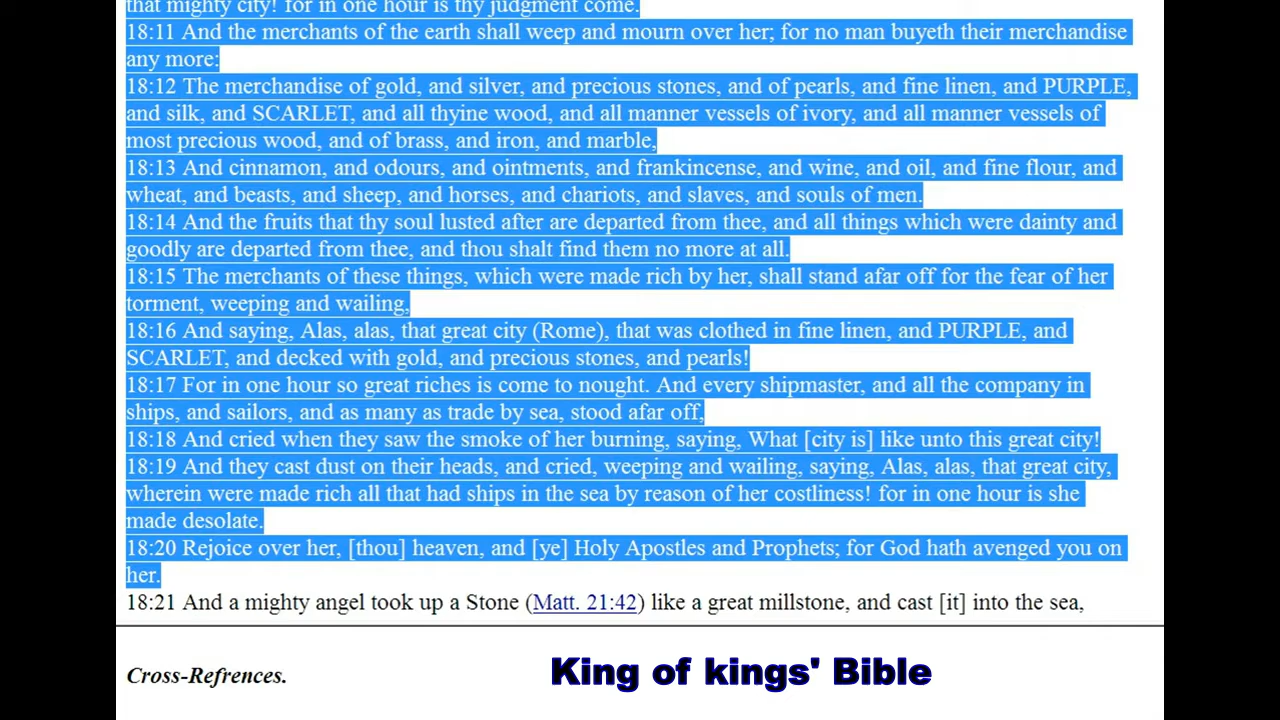 that mighty city! for in one hour is thy judgment come.
18:11 And the merchants of the earth shall weep and mourn over her; for no man buyeth their merchandise
any more:
18:12 The merchandise of gold, and silver, and precious stones, and of pearls, and fine linen, and PURPLE,
and silk, and SCARLET, and all thyine wood, and all manner vessels of ivory, and all manner vessels of
most precious wood, and of brass, and iron, and marble,
18:13 And cinnamon, and odours, and ointments, and frankincense, and wine, and oil, and fine flour, and
wheat, and beasts, and sheep, and horses, and chariots, and slaves, and souls of men.
18:14 And the fruits that thy soul lusted after are departed from thee, and all things which were dainty and
goodly are departed from thee, and thou shalt find them no more at all.
18:15 The merchants of these things, which were made rich by her, shall stand afar off for the fear of her
torment, weeping and wailing,
18:16 And saying, Alas, alas, that great city (Rome), that was clothed in fine linen, and PURPLE, and
SCARLET, and decked with gold, and precious stones, and pearls!
18:17 For in one hour so great riches is come to nought. And every shipmaster, and all the company in
ships, and sailors, and as many as trade by sea, stood afar off,
18:18 And cried when they saw the smoke of her burning, saying, What [city is] like unto this great city!
18:19 And they cast dust on their heads, and cried, weeping and wailing, saying, Alas, alas, that great city,
wherein were made rich all that had ships in the sea by reason of her costliness! for in one hour is she
made desolate.
18:20 Rejoice over her, [thou] heaven, and [ye] Holy Apostles and Prophets; for God hath avenged you on
her.
18:21 And a mighty angel took up a Stone (Matt. 21:42) like a great millstone, and cast [it] into the sea,
Cross-Refrences.
King of kings' Bible